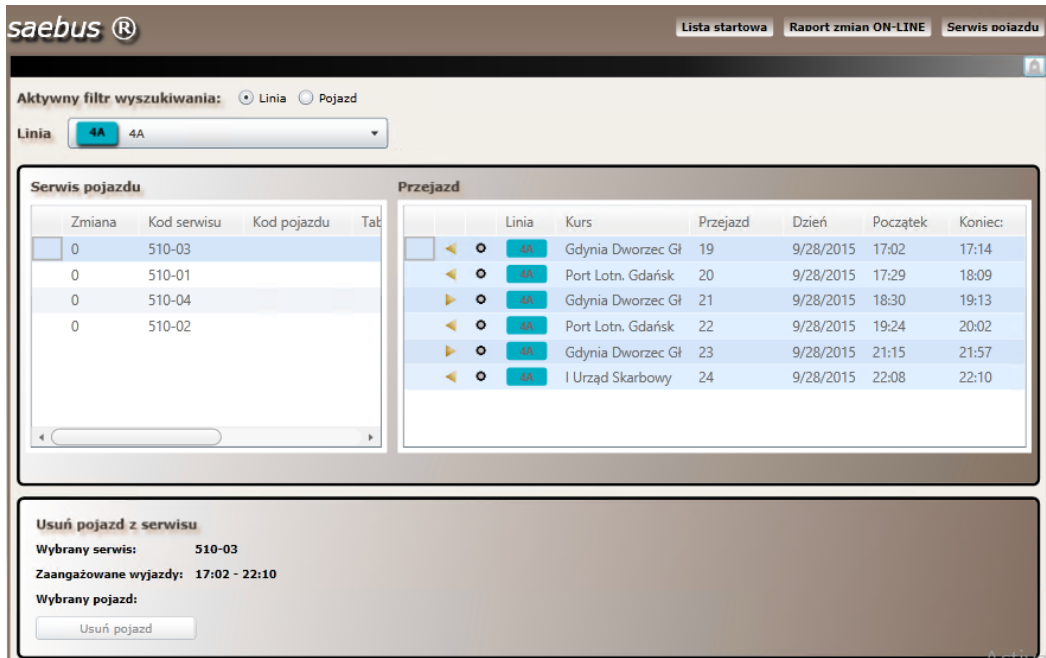 saebus ®
Lista startowa Raport zmian ON-LINE Serwis pojazdu
Aktywny filtr wyszukiwania: Linia Pojazd
Linia 4A 4A
Serwis pojazdu
Zmiana Kod serwisu Kod pojazdu Tab
0 510-03
0 510-01
0 510-04
0 510-02
Przejazd
Linia Kurs Przejazd Dzień Początek Koniec:
4A Gdynia Dworzec Gł 19 9/28/2015 17:02 17:14
4A Port Lotn. Gdańsk 20 9/28/2015 17:29 18:09
4A Gdynia Dworzec Gł 21 9/28/2015 18:30 19:13
4A Port Lotn. Gdańsk 22 9/28/2015 19:24 20:02
4A Gdynia Dworzec Gł 23 9/28/2015 21:15 21:57
4A I Urząd Skarbowy 24 9/28/2015 22:08 22:10
Usuń pojazd z serwisu
Wybrany serwis: 510-03
Zaangażowane wyjazdy: 17:02 - 22:10
Wybrany pojazd:
Usuń pojazd